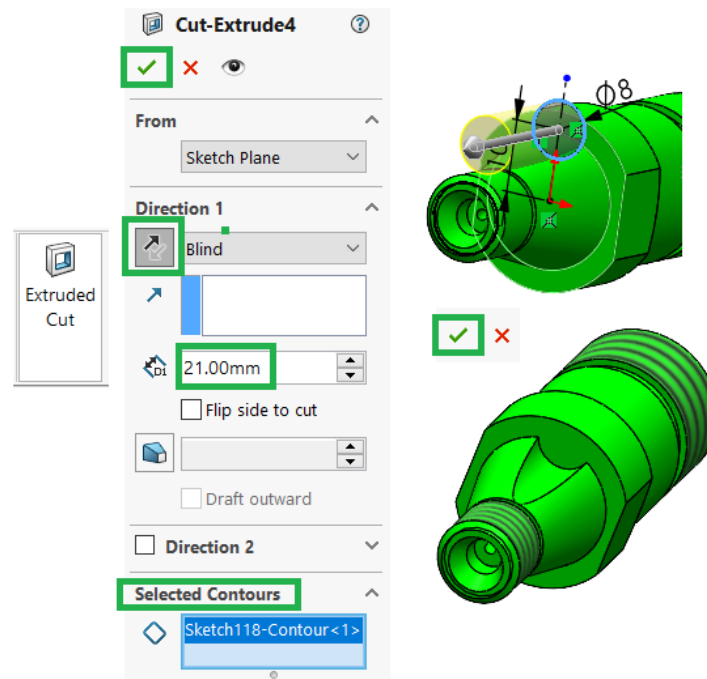 Cut-Extrude4
From
Sketch Plane
Direction 1
Blind
Extruded
Cut
D1
21.00mm
Flip side to cut
Draft outward
Direction 2
Selected Contours
Sketch118-Contour<1>
Φ8